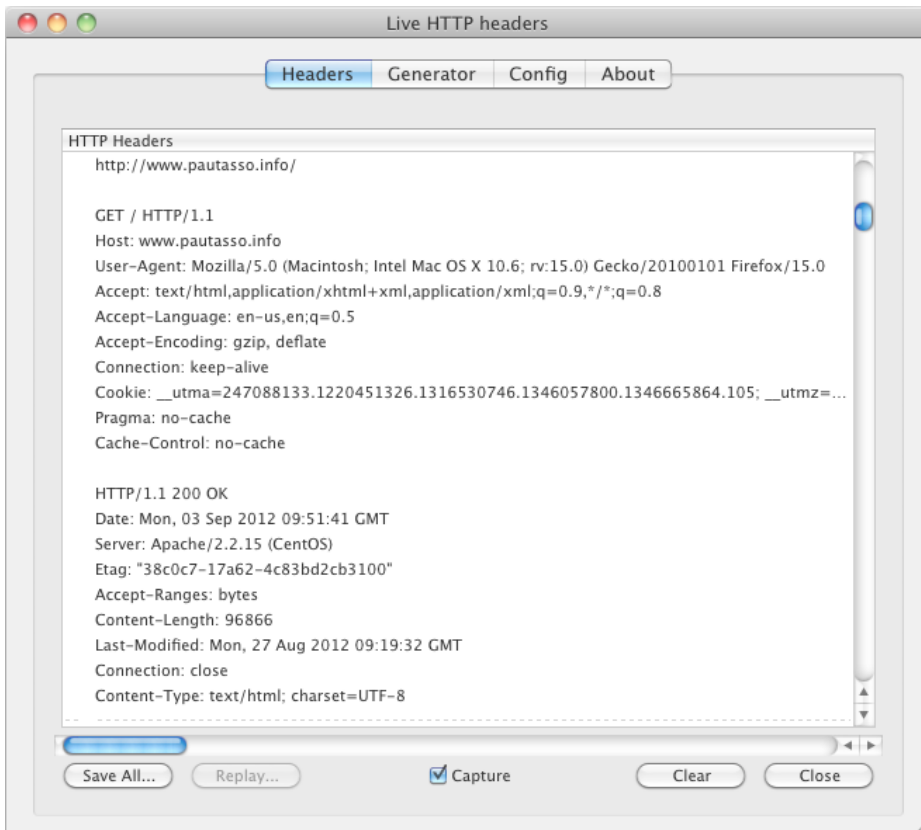 Live HTTP headers
Headers Generator Config About
HTTP Headers
http://www.pautasso.info/
GET / HTTP/1.1
Host: www.pautasso.info
User-Agent: Mozilla/5.0 (Macintosh; Intel Mac OS X 10.6; rv:15.0) Gecko/20100101 Firefox/15.0
Accept: text/html,application/xhtml+xml,application/xml;q=0.9,*/*;q=0.8
Accept-Language: en-us,en;q=0.5
Accept-Encoding: gzip, deflate
Connection: keep-alive
Cookie: __utma=247088133.1220451326.1316530746.1346057800.1346665864.105; __utmz=...
Pragma: no-cache
Cache-Control: no-cache
HTTP/1.1 200 OK
Date: Mon, 03 Sep 2012 09:51:41 GMT
Server: Apache/2.2.15 (CentOS)
Etag: "38c0c7-17a62-4c83bd2cb3100"
Accept-Ranges: bytes
Content-Length: 96866
Last-Modified: Mon, 27 Aug 2012 09:19:32 GMT
Connection: close
Content-Type: text/html; charset=UTF-8
Save All... Replay... Capture Clear Close